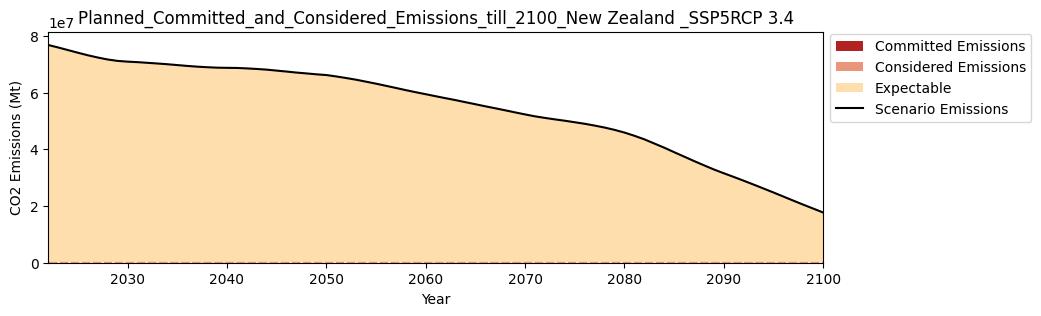 Planned_Committed_and_Considered_Emissions_till_2100_New Zealand _SSP5RCP 3.4
1e7
8
6
4
2
0
CO2 Emissions (Mt)
2030 2040 2050 2060 2070 2080 2090 2100
Year
Committed Emissions
Considered Emissions
Expectable
Scenario Emissions